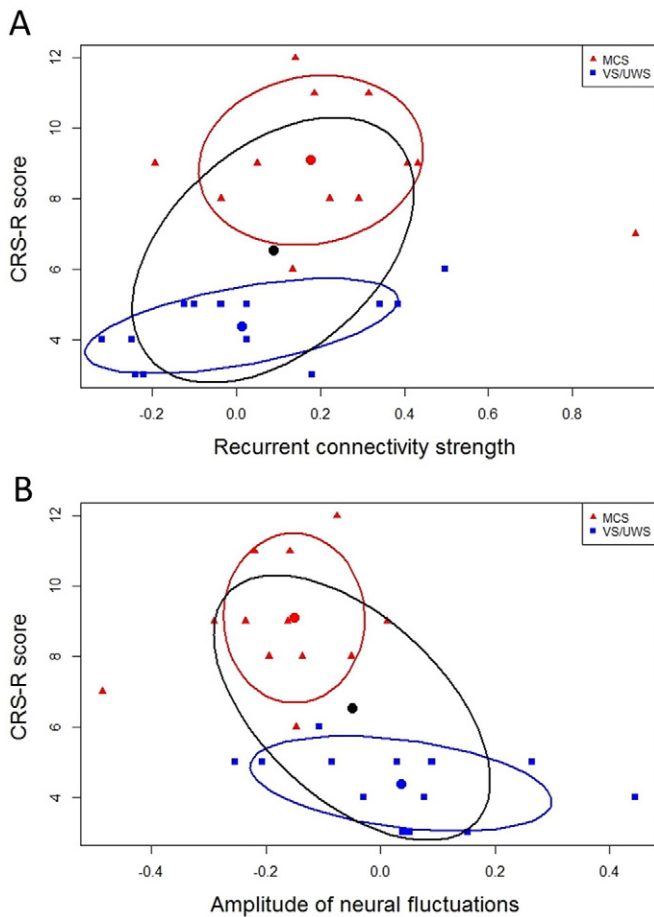 A
MCS
VS/UWS
12
10
8
6
4
CRS-R score
-0.2 0.0 0.2 0.4 0.6 0.8
Recurrent connectivity strength
B
MCS
VS/UWS
12
10
8
6
4
CRS-R score
-0.4 -0.2 0.0 0.2 0.4
Amplitude of neural fluctuations